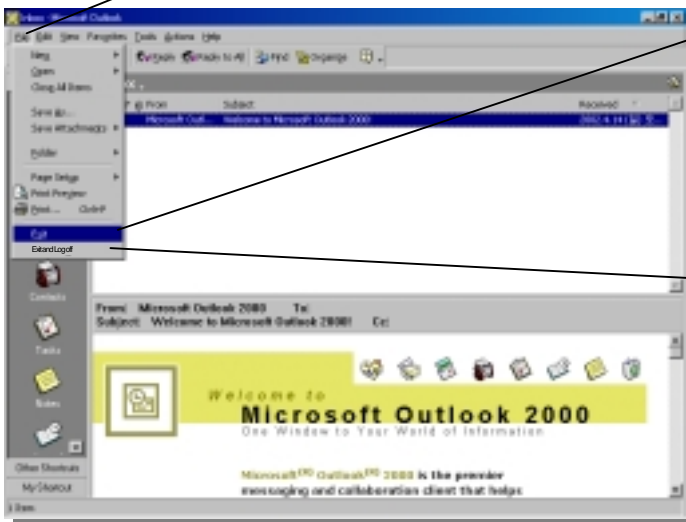 Inbox - Microsoft Outlook
File Edit View Favorites Tools Actions Help
New
Open
Close All Items
Save As...
Save Attachments
Folder
Page Setup
Print Preview
Print... Ctrl+P
Exit
Exit and Log off
Reply Reply to All Find Organize
From Subject Received
Microsoft Outl... Welcome to Microsoft Outlook 2000!
Contacts
Tasks
Notes
Other Shortcuts
My Shortcut
1 Item
From: Microsoft Outlook 2000 To:
Subject: Welcome to Microsoft Outlook 2000! Cc:
Welcome to
Microsoft Outlook 2000
One Window to Your World of Information
Microsoft(R) Outlook(R) 2000 is the premier
messaging and collaboration client that helps